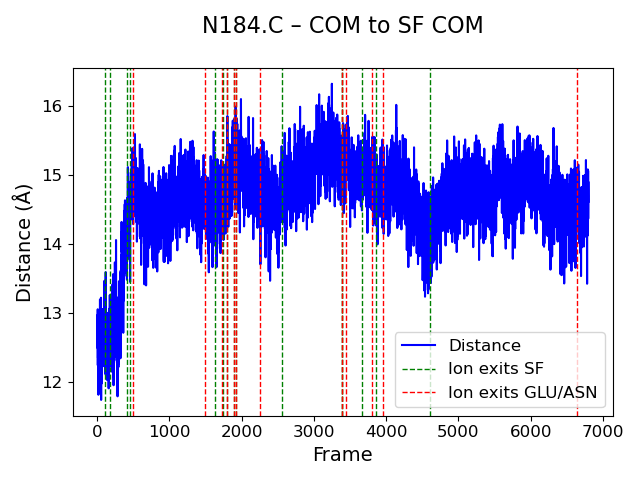 N184.C – COM to SF COM
Distance (Å)
16
15
14
13
12
Distance
Ion exits SF
Ion exits GLU/ASN
0 1000 2000 3000 4000 5000 6000 7000
Frame